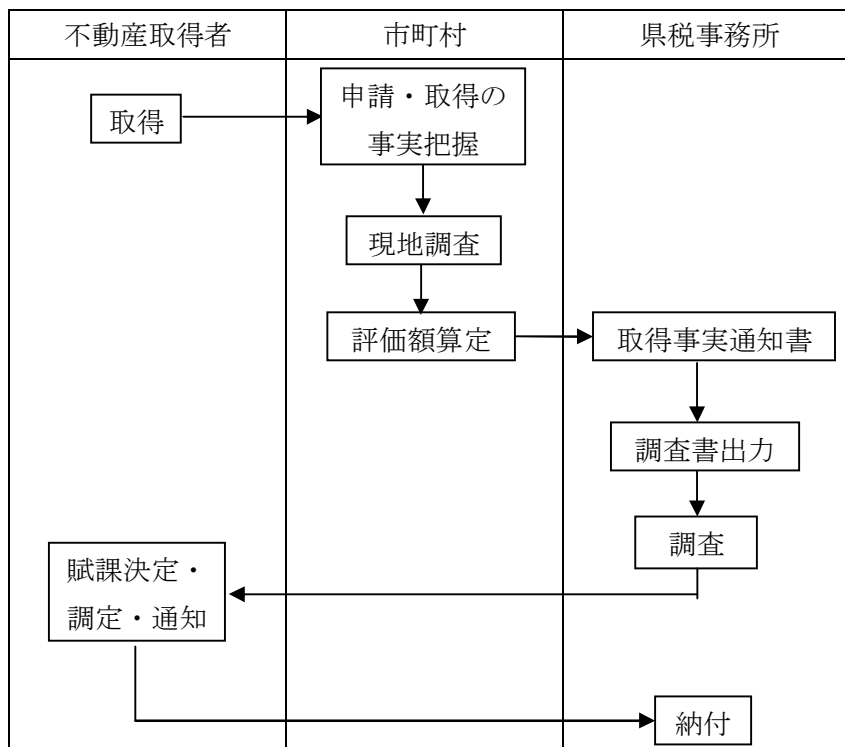 不動産取得者
市町村
県税事務所
取得
申請・取得の
事実把握
現地調査
評価額算定
取得事実通知書
調査書出力
調査
賦課決定・
調定・通知
納付